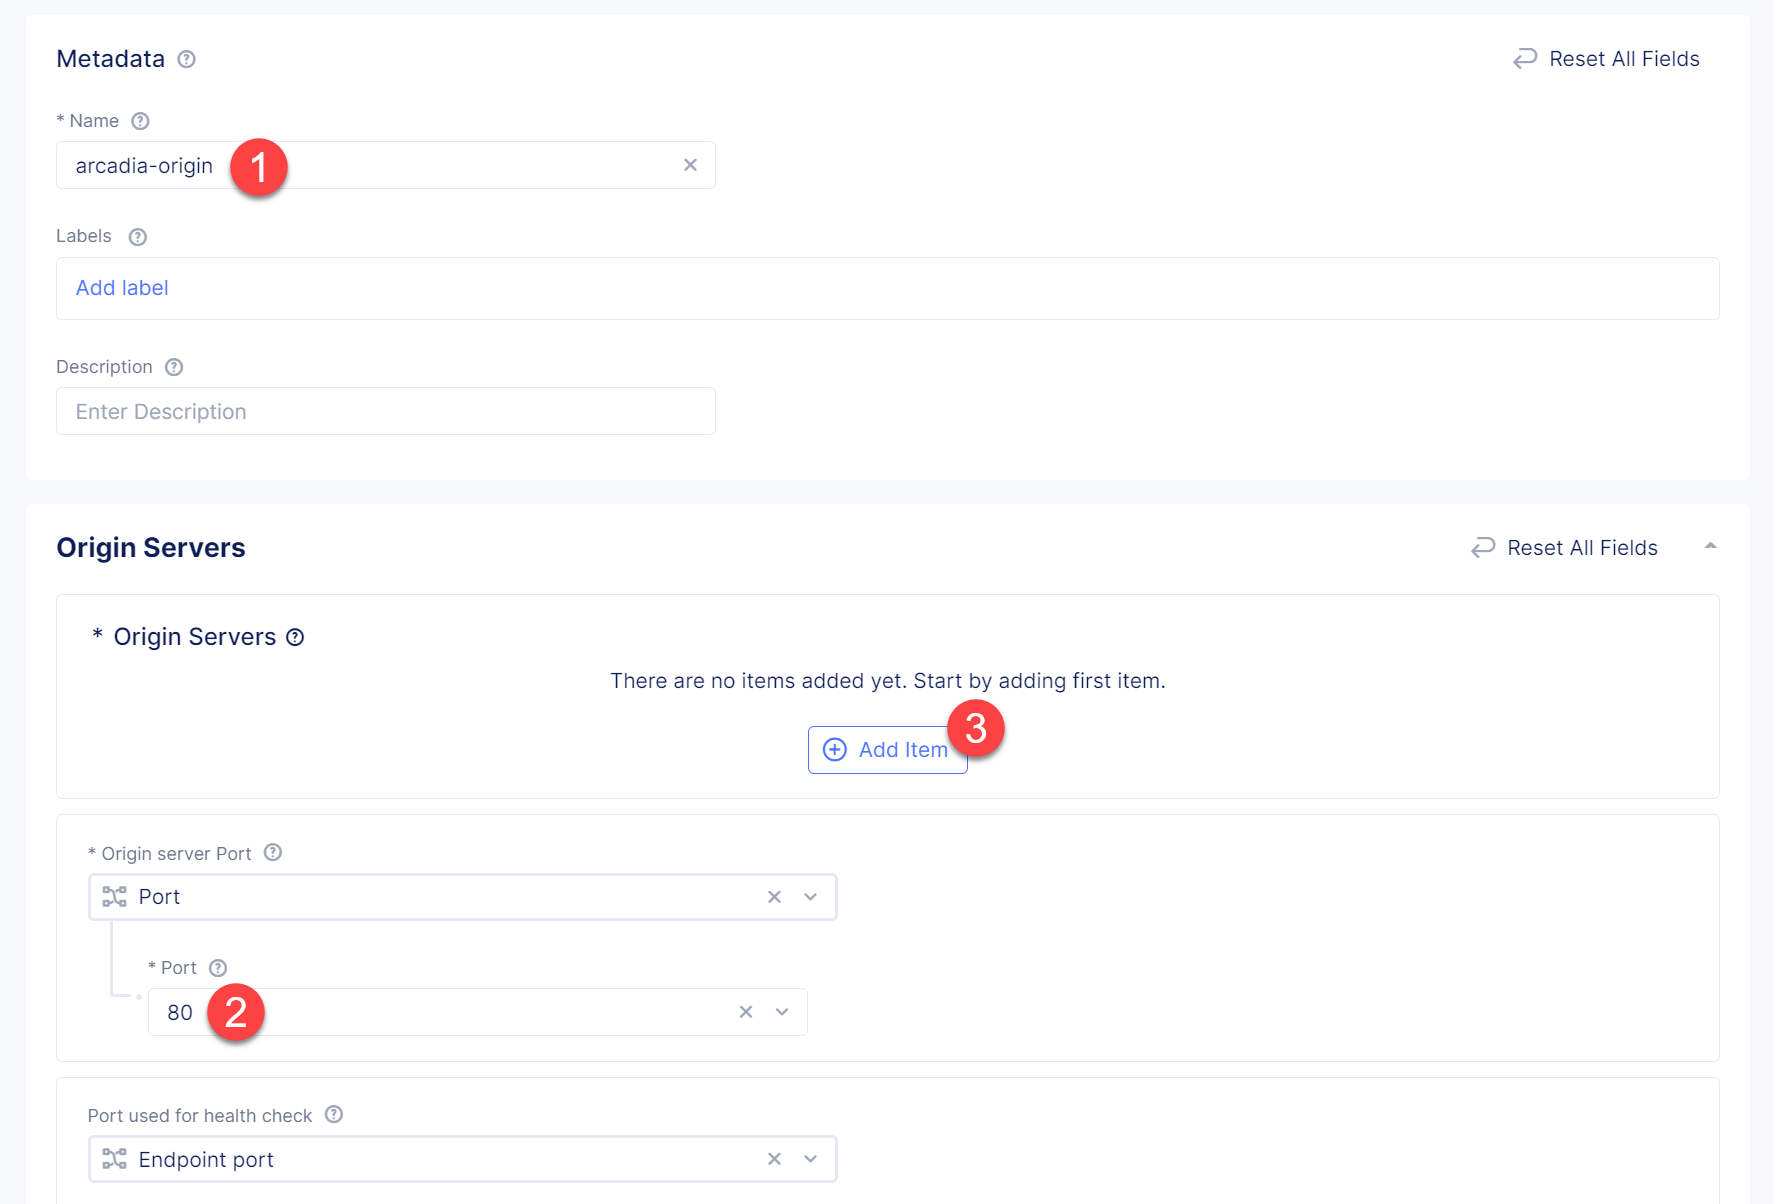 Metadata ? Reset All Fields
* Name ?
arcadia-origin 1
Labels ?
Add label
Description ?
Enter Description
Origin Servers Reset All Fields
* Origin Servers ?
There are no items added yet. Start by adding first item.
Add Item 3
* Origin server Port ?
Port
* Port ?
80 2
Port used for health check ?
Endpoint port